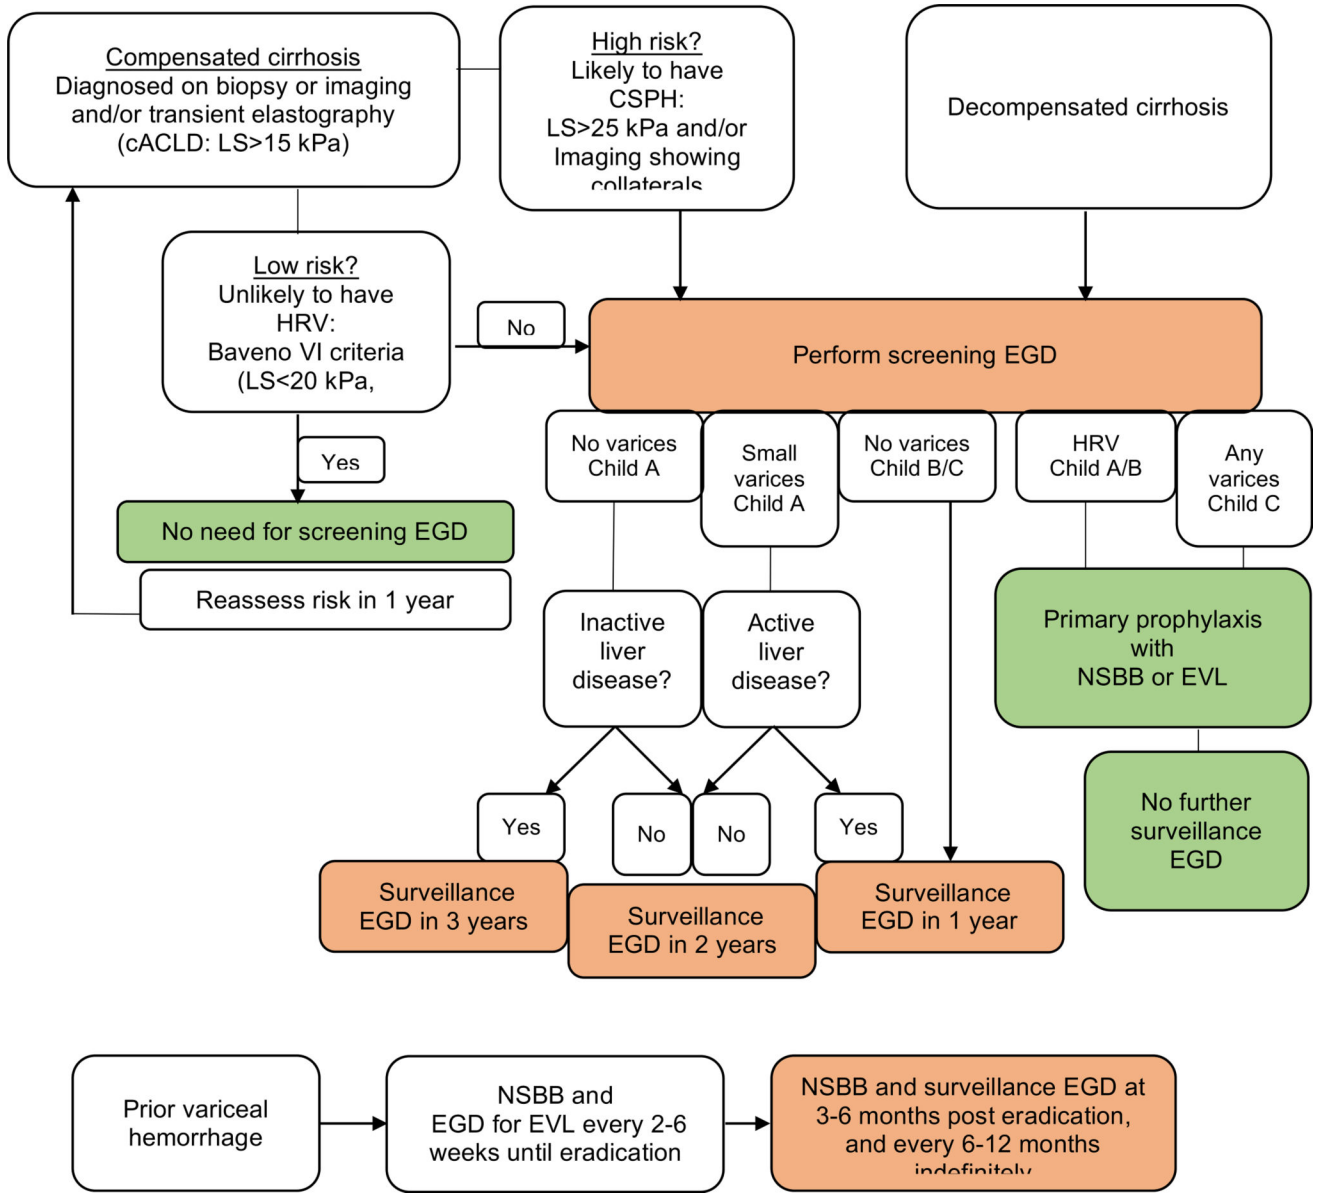 Compensated cirrhosis
Diagnosed on biopsy or imaging
and/or transient elastography
(cACLD: LS>15 kPa)
High risk?
Likely to have
CSPH:
LS>25 kPa and/or
Imaging showing
collaterals
Decompensated cirrhosis
Low risk?
Unlikely to have
HRV:
Baveno VI criteria
(LS<20 kPa,
No
Perform screening EGD
Yes
No need for screening EGD
Reassess risk in 1 year
No varices
Child A
Small
varices
Child A
No varices
Child B/C
HRV
Child A/B
Any
varices
Child C
Inactive
liver
disease?
Active
liver
disease?
Primary prophylaxis
with
NSBB or EVL
Yes
No
No
Yes
No further
surveillance
EGD
Surveillance
EGD in 3 years
Surveillance
EGD in 2 years
Surveillance
EGD in 1 year
Prior variceal
hemorrhage
NSBB and
EGD for EVL every 2-6
weeks until eradication
NSBB and surveillance EGD at
3-6 months post eradication,
and every 6-12 months
indefinitely